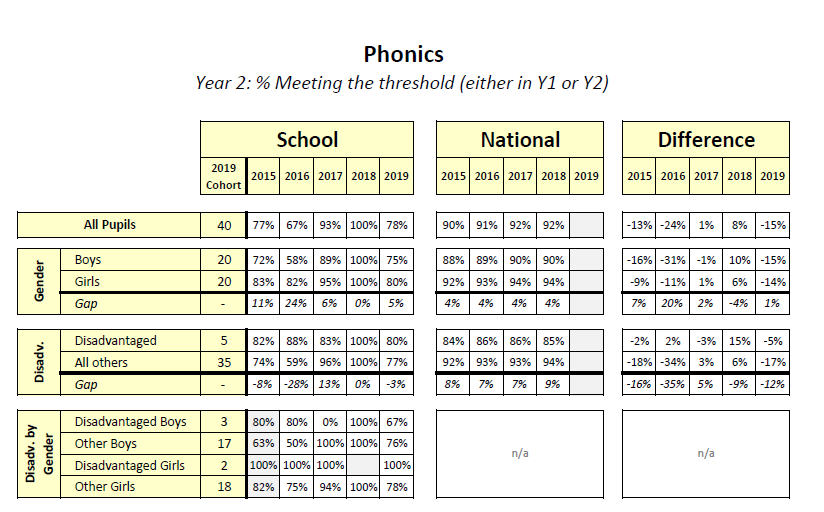 Phonics
Year 2: % Meeting the threshold (either in Y1 or Y2)
School National Difference
2019 Cohort 2015 2016 2017 2018 2019 2015 2016 2017 2018 2019 2015 2016 2017 2018 2019
All Pupils 40 77% 67% 93% 100% 78% 90% 91% 92% 92% -13% -24% 1% 8% -15%
Gender
Boys 20 72% 58% 89% 100% 75% 88% 89% 90% 90% -16% -31% -1% 10% -15%
Girls 20 83% 82% 95% 100% 80% 92% 93% 94% 94% -9% -11% 1% 6% -14%
Gap - 11% 24% 6% 0% 5% 4% 4% 4% 4% 7% 20% 2% -4% 1%
Disadv.
Disadvantaged 5 82% 88% 83% 100% 80% 84% 86% 86% 85% -2% 2% -3% 15% -5%
All others 35 74% 59% 96% 100% 77% 92% 93% 93% 94% -18% -34% 3% 6% -17%
Gap - -8% -28% 13% 0% -3% 8% 7% 7% 9% -16% -35% 5% -9% -12%
Disadv. by
Gender
Disadvantaged Boys 3 80% 80% 0% 100% 67%
Other Boys 17 63% 50% 100% 100% 76%
n/a n/a
Disadvantaged Girls 2 100% 100% 100% 100%
Other Girls 18 82% 75% 94% 100% 78%